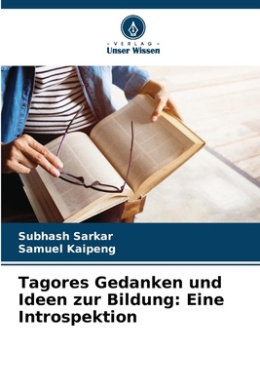 VERLAG
Unser Wissen
Subhash Sarkar
Samuel Kaipeng
Tagores Gedanken und
Ideen zur Bildung: Eine
Introspektion